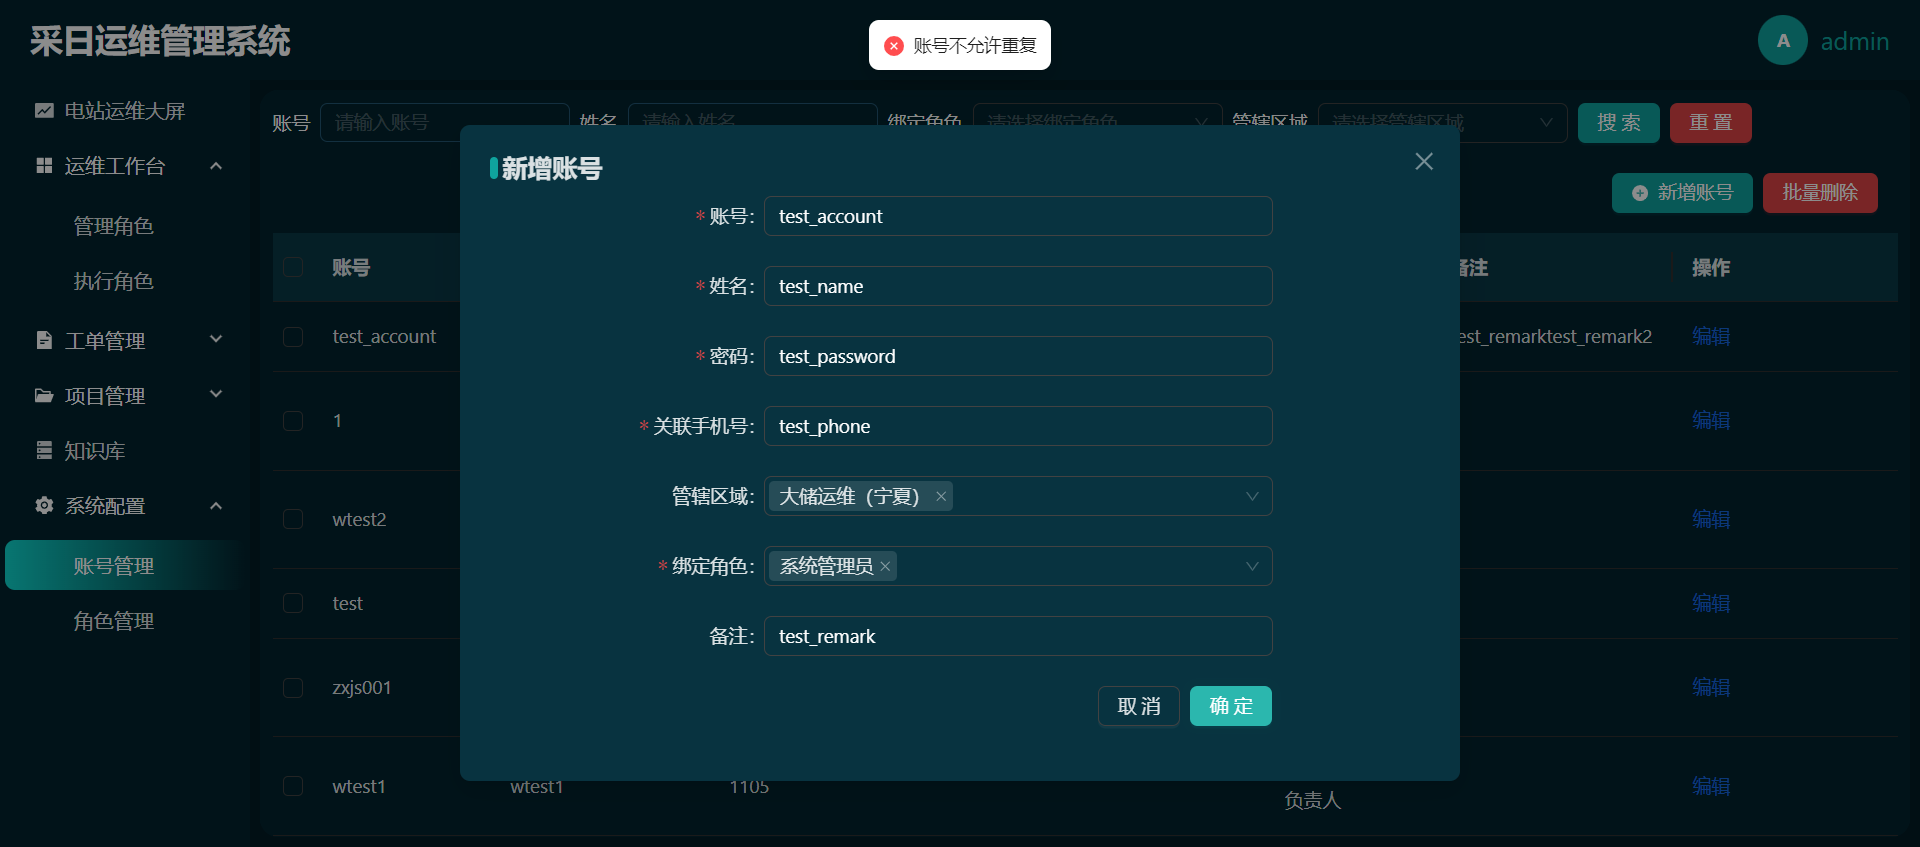 采日运维管理系统
账号不允许重复
A admin
电站运维大屏
运维工作台
管理角色
执行角色
工单管理
项目管理
知识库
系统配置
账号管理
角色管理
账号 请输入账号 姓名 请输入姓名 绑定角色 请选择绑定角色 管辖区域 请选择管辖区域 搜索 重置
新增账号 批量删除
账号 备注 操作
test_account test_remarktest_remark2 编辑
1 编辑
wtest2 编辑
test 编辑
zxjs001 编辑
wtest1 wtest1 1105 负责人 编辑
新增账号
* 账号: test_account
* 姓名: test_name
* 密码: test_password
* 关联手机号: test_phone
管辖区域: 大储运维（宁夏）
* 绑定角色: 系统管理员
备注: test_remark
取消 确定